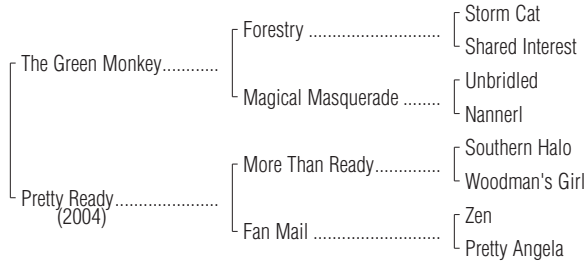 Storm Cat
Forestry ....................
Shared Interest
The Green Monkey............
Unbridled
Magical Masquerade ........
Nannerl
Southern Halo
More Than Ready..............
Woodman's Girl
Pretty Ready......................
(2004)
Zen
Fan Mail ...........................
Pretty Angela